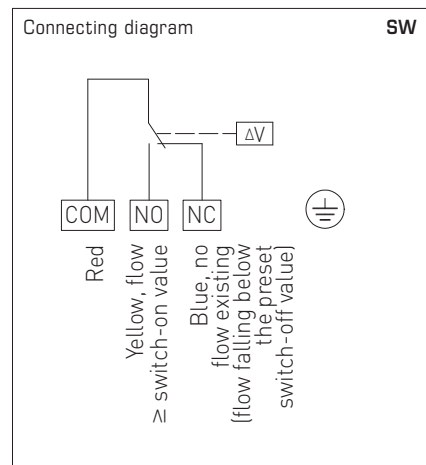 Connecting diagram
SW
ΔV
COM
NO
NC
Red
Yellow, flow
≥ switch-on value
Blue, no
flow existing
(flow falling below
the preset
switch-off value)